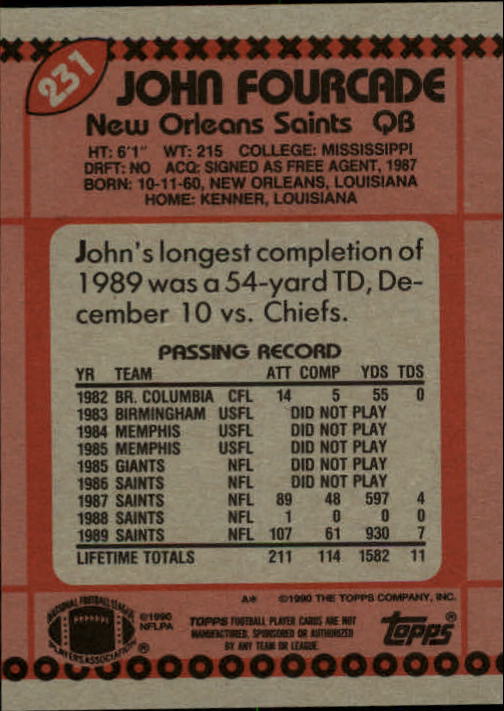 231
JOHN FOURCADE
New Orleans Saints QB
HT: 6'1" WT: 215 COLLEGE: MISSISSIPPI
DRFT: NO ACQ: SIGNED AS FREE AGENT, 1987
BORN: 10-11-60, NEW ORLEANS, LOUISIANA
HOME: KENNER, LOUISIANA
John's longest completion of
1989 was a 54-yard TD, De-
cember 10 vs. Chiefs.
PASSING RECORD
YR TEAM ATT COMP YDS TDS
1982 BR. COLUMBIA CFL 14 5 55 0
1983 BIRMINGHAM USFL DID NOT PLAY
1984 MEMPHIS USFL DID NOT PLAY
1985 MEMPHIS USFL DID NOT PLAY
1985 GIANTS NFL DID NOT PLAY
1986 SAINTS NFL DID NOT PLAY
1987 SAINTS NFL 89 48 597 4
1988 SAINTS NFL 1 0 0 0
1989 SAINTS NFL 107 61 930 7
LIFETIME TOTALS 211 114 1582 11
A* ©1990 THE TOPPS COMPANY, INC.
NATIONAL FOOTBALL LEAGUE
PLAYERS ASSOCIATION ®
©1990
NFLPA
TOPPS FOOTBALL PLAYER CARDS ARE NOT
MANUFACTURED, SPONSORED OR AUTHORIZED
BY ANY TEAM OR LEAGUE.
topps®